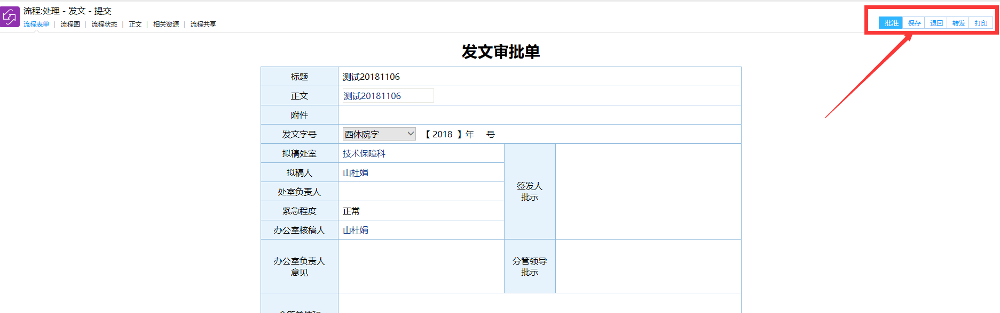 流程:处理 - 发文 - 提交
流程表单 | 流程图 | 流程状态 | 正文 | 相关资源 | 流程共享
批准 保存 退回 转发 打印
发文审批单
标题 测试20181106
正文 测试20181106
附件
发文字号 西体院字 【 2018 】年 号
拟稿处室 技术保障科
拟稿人 山杜娟
处室负责人
签发人
批示
紧急程度 正常
办公室核稿人 山杜娟
办公室负责人
意见
分管领导
批示